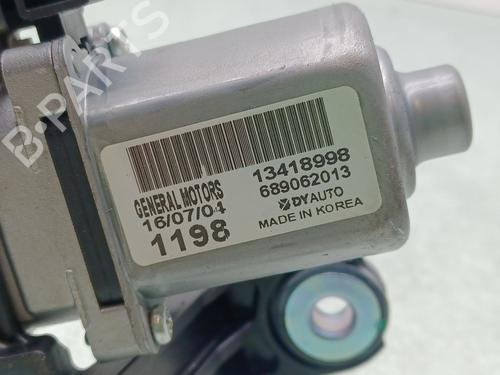 B-PARTS
GENERAL MOTORS 13418998
16/07/04 689062013
1198 DYAUTO
MADE IN KOREA